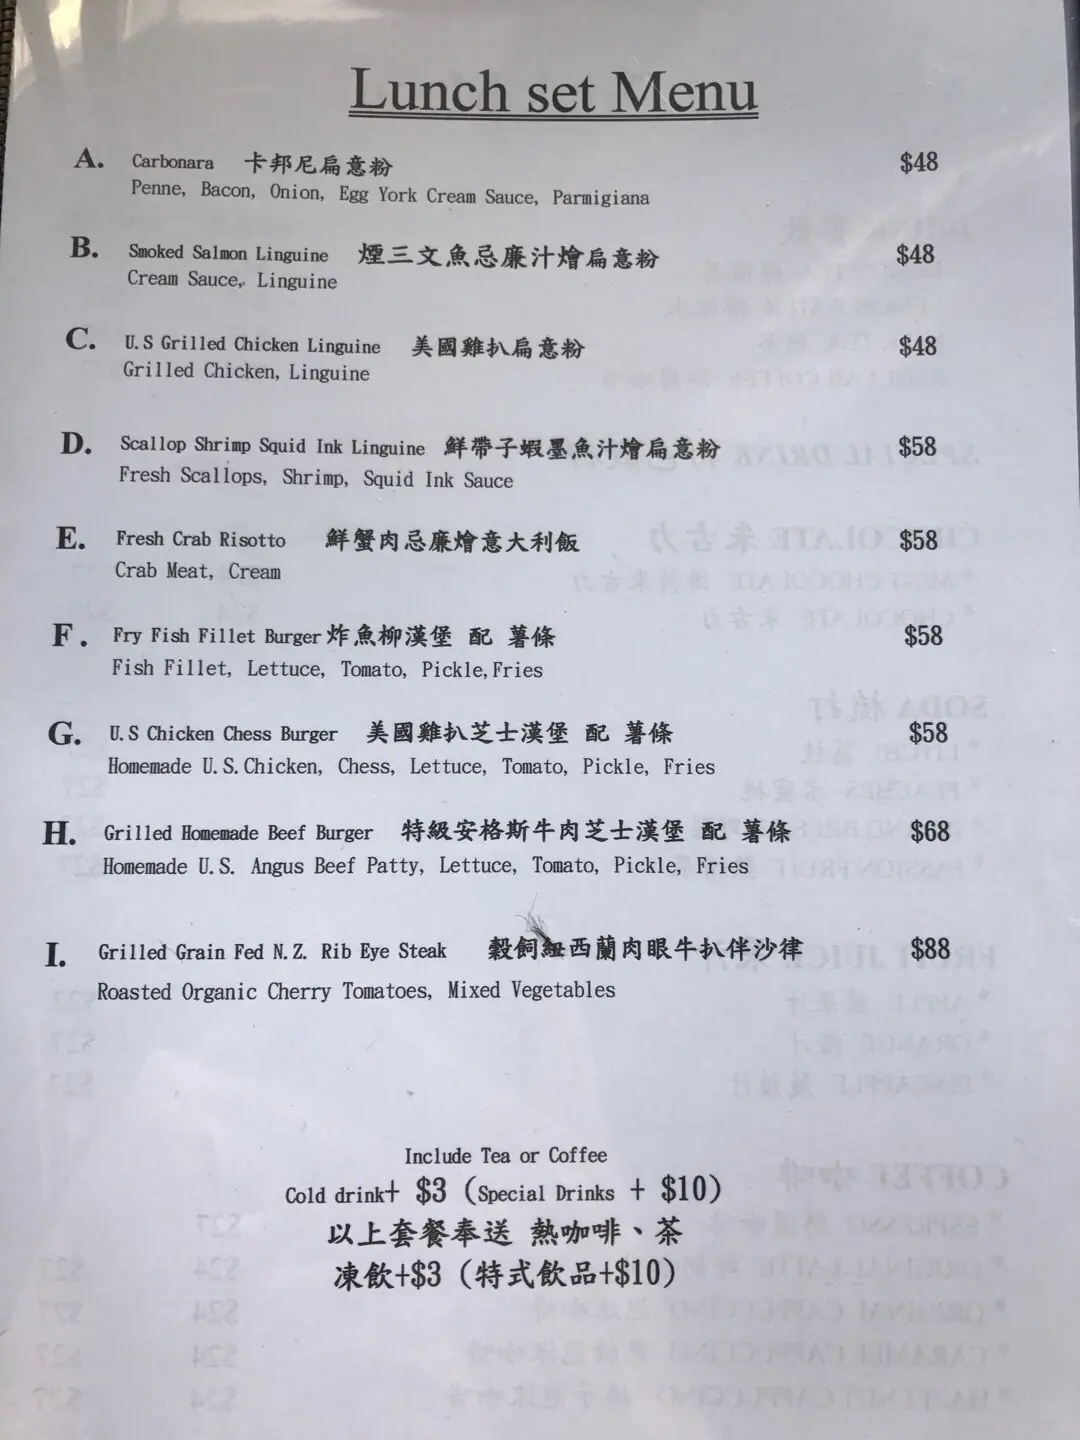 Lunch set Menu
A. Carbonara 卡邦尼扁意粉 $48
Penne, Bacon, Onion, Egg York Cream Sauce, Parmigiana
B. Smoked Salmon Linguine 煙三文魚忌廉汁燴扁意粉 $48
Cream Sauce, Linguine
C. U.S Grilled Chicken Linguine 美國雞扒扁意粉 $48
Grilled Chicken, Linguine
D. Scallop Shrimp Squid Ink Linguine 鮮帶子蝦墨魚汁燴扁意粉 $58
Fresh Scallops, Shrimp, Squid Ink Sauce
E. Fresh Crab Risotto 鮮蟹肉忌廉燴意大利飯 $58
Crab Meat, Cream
F. Fry Fish Fillet Burger 炸魚柳漢堡 配 薯條 $58
Fish Fillet, Lettuce, Tomato, Pickle, Fries
G. U.S Chicken Chess Burger 美國雞扒芝士漢堡 配 薯條 $58
Homemade U.S. Chicken, Chess, Lettuce, Tomato, Pickle, Fries
H. Grilled Homemade Beef Burger 特級安格斯牛肉芝士漢堡 配 薯條 $68
Homemade U.S. Angus Beef Patty, Lettuce, Tomato, Pickle, Fries
I. Grilled Grain Fed N.Z. Rib Eye Steak 穀飼紐西蘭肉眼牛扒伴沙律 $88
Roasted Organic Cherry Tomatoes, Mixed Vegetables
Include Tea or Coffee
Cold drink+ $3 (Special Drinks + $10)
以上套餐奉送 熱咖啡、茶
凍飲+$3 (特式飲品+$10)